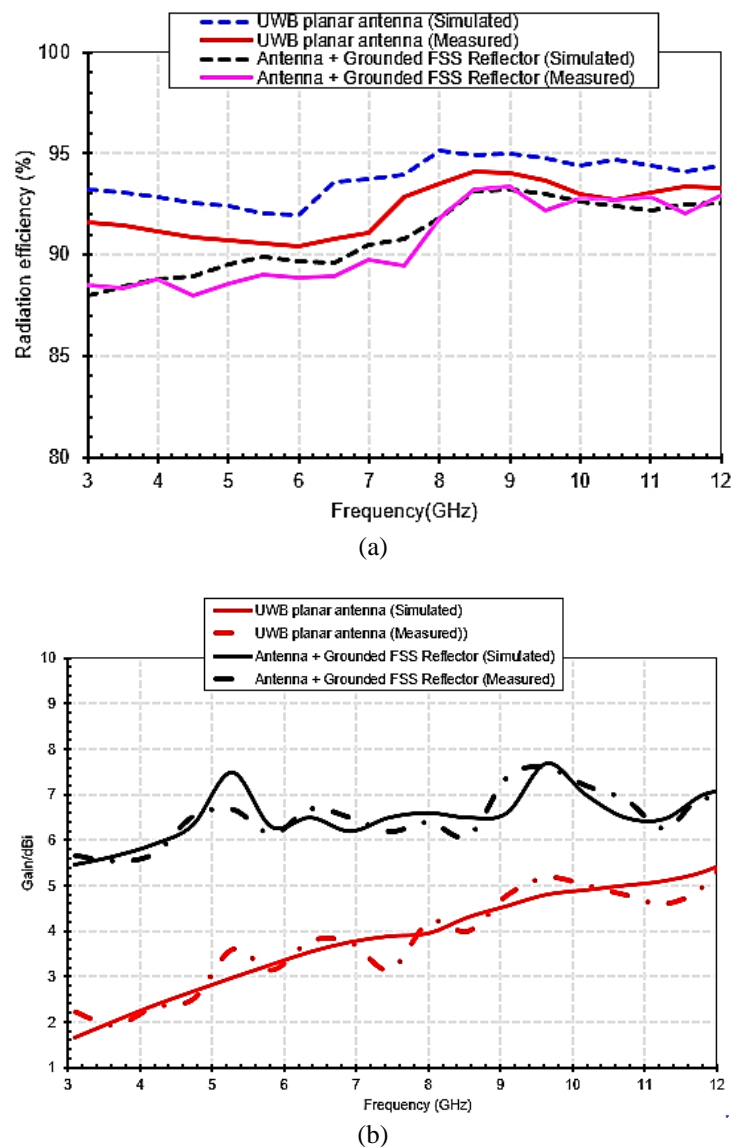 UWB planar antenna (Simulated)
UWB planar antenna (Measured)
Antenna + Grounded FSS Reflector (Simulated)
Antenna + Grounded FSS Reflector (Measured)
100
95
90
85
80
Radiation efficiency (%)
3 4 5 6 7 8 9 10 11 12
Frequency(GHz)
(a)
UWB planar antenna (Simulated)
UWB planar antenna (Measured))
Antenna + Grounded FSS Reflector (Simulated)
Antenna + Grounded FSS Reflector (Measured)
10
9
8
7
6
5
4
3
2
1
Gain/dBi
3 4 5 6 7 8 9 10 11 12
Frequency (GHz)
(b)